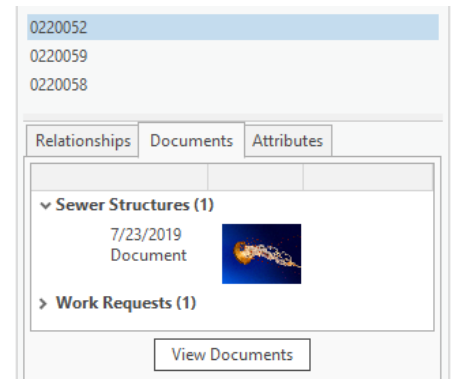 0220052
0220059
0220058
Relationships Documents Attributes
Sewer Structures (1)
7/23/2019
Document
Work Requests (1)
View Documents